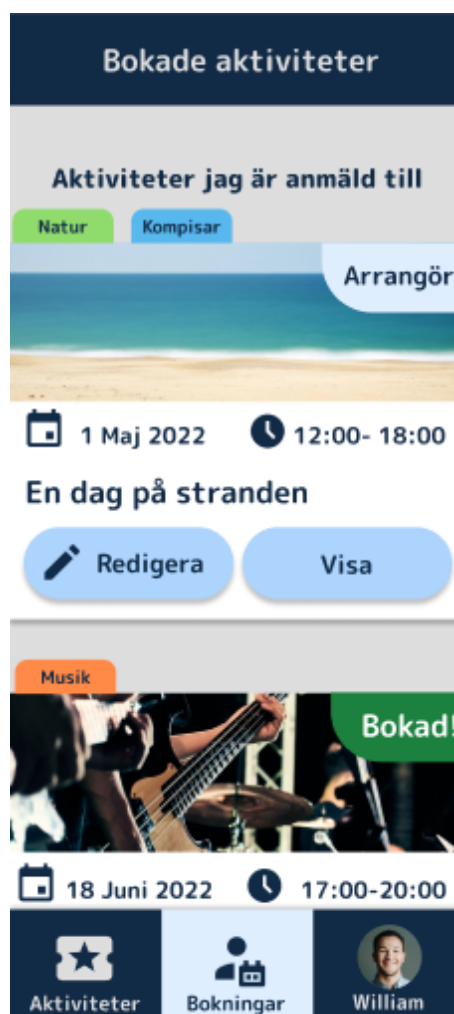 Bokade aktiviteter
Aktiviteter jag är anmäld till
Natur Kompisar
Arrangör
1 Maj 2022 12:00- 18:00
En dag på stranden
Redigera Visa
Musik
Bokad!
18 Juni 2022 17:00-20:00
Aktiviteter Bokningar William